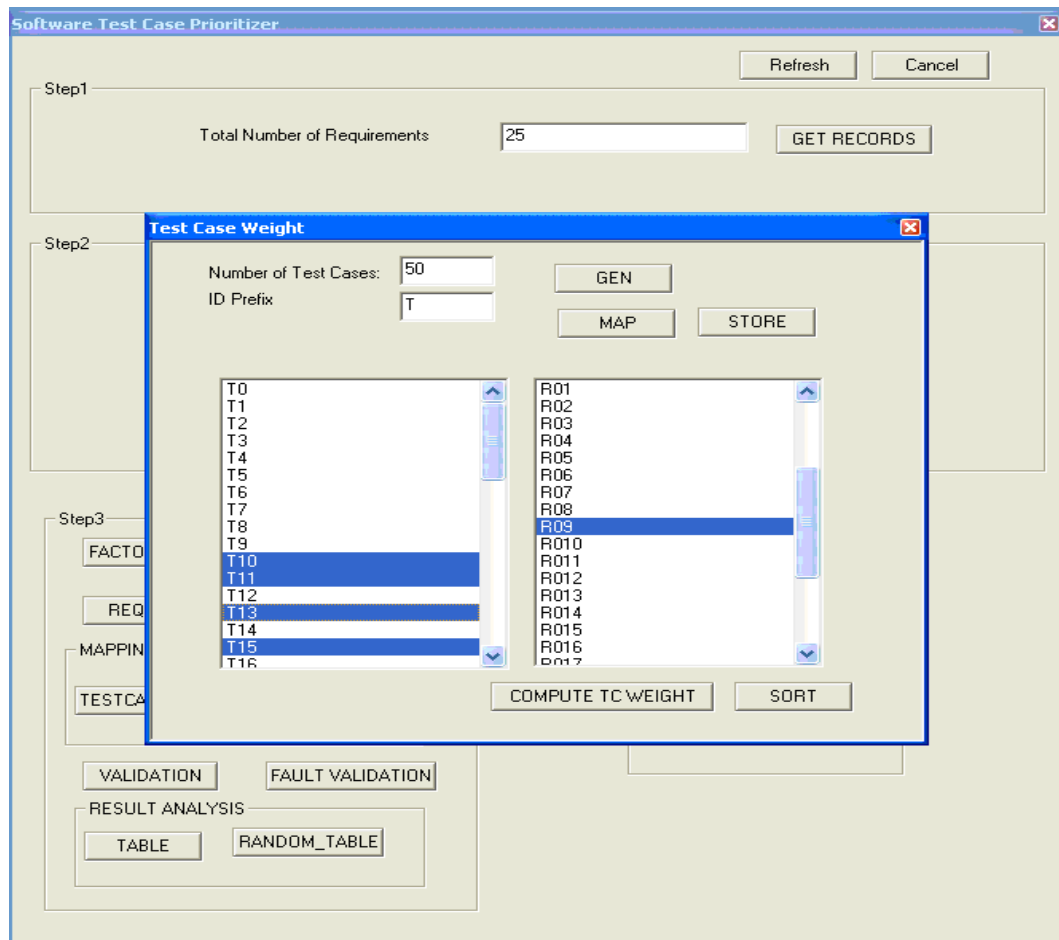 Software Test Case Prioritizer
Refresh Cancel
Step1
Total Number of Requirements 25 GET RECORDS
Test Case Weight
Step2
Number of Test Cases: 50 GEN
ID Prefix T
MAP STORE
T0
T1
T2
T3
T4
T5
T6
T7
T8
T9
T10
T11
T12
T13
T14
T15
T16
R01
R02
R03
R04
R05
R06
R07
R08
R09
R010
R011
R012
R013
R014
R015
R016
R017
COMPUTE TC WEIGHT SORT
Step3
FACTO
REQ
MAPPIN
TESTCA
VALIDATION FAULT VALIDATION
RESULT ANALYSIS
TABLE RANDOM_TABLE